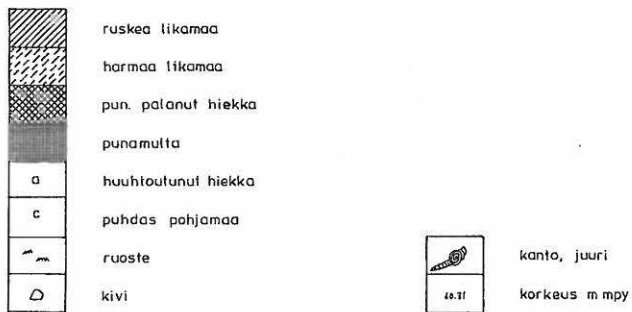 ruskea likamaa
harmaa likamaa
pun. palanut hiekka
punamulta
a huuhtoutunut hiekka
c puhdas pohjamaa
ruoste
kivi
kanto, juuri
korkeus m mpy